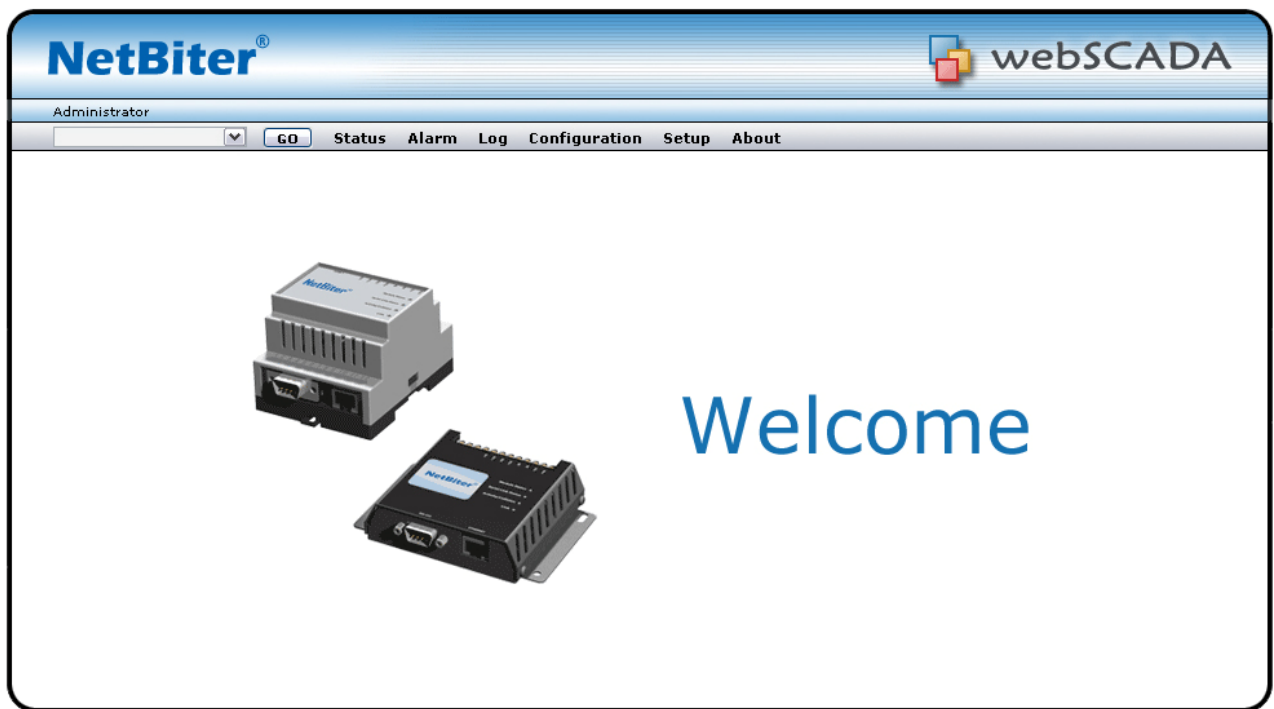 NetBiter®
webSCADA
Administrator
GO Status Alarm Log Configuration Setup About
NetBiter
Welcome
NetBiter